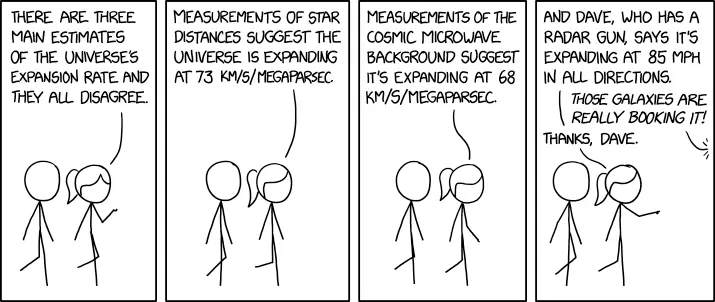 THERE ARE THREE
MAIN ESTIMATES
OF THE UNIVERSE'S
EXPANSION RATE AND
THEY ALL DISAGREE.
MEASUREMENTS OF STAR
DISTANCES SUGGEST THE
UNIVERSE IS EXPANDING
AT 73 KM/S/MEGAPARSEC.
MEASUREMENTS OF THE
COSMIC MICROWAVE
BACKGROUND SUGGEST
IT'S EXPANDING AT 68
KM/S/MEGAPARSEC.
AND DAVE, WHO HAS A
RADAR GUN, SAYS IT'S
EXPANDING AT 85 MPH
IN ALL DIRECTIONS.
THOSE GALAXIES ARE
REALLY BOOKING IT!
THANKS, DAVE.